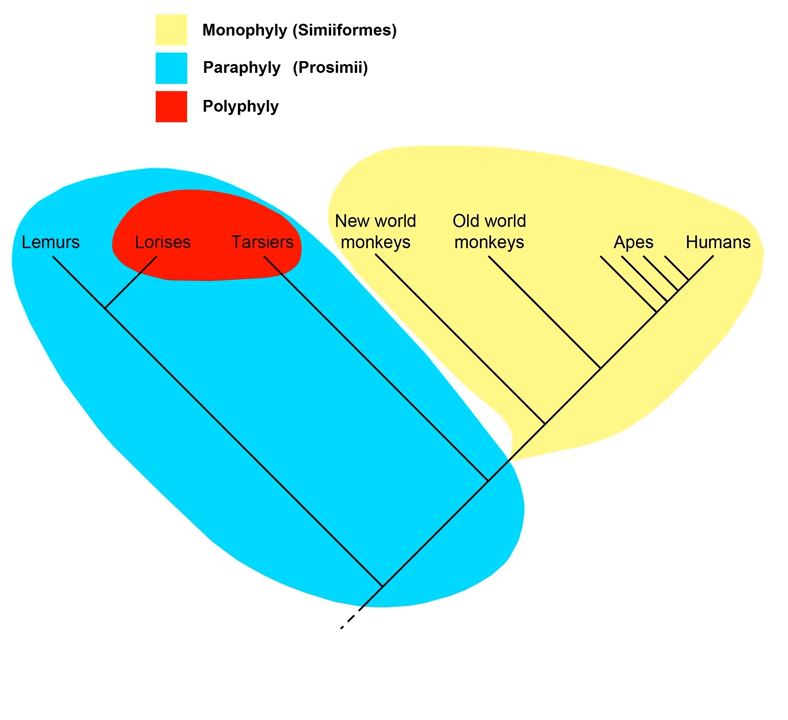 Monophyly (Simiiformes)
Paraphyly (Prosimii)
Polyphyly
New world
monkeys
Old world
monkeys
Lemurs
Lorises
Tarsiers
Apes
Humans